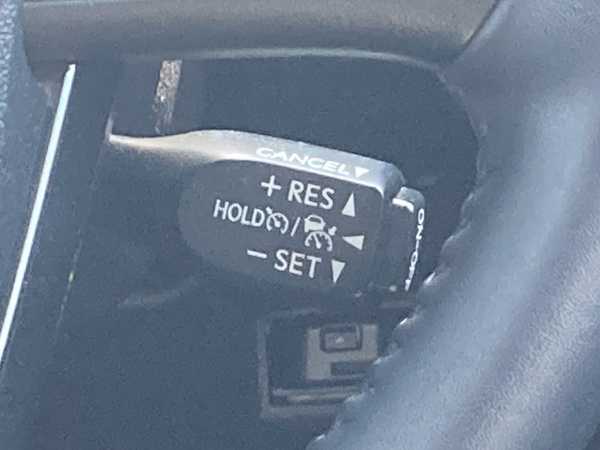 CANCEL▼
+RES▲
HOLD / ◀
−SET▼
ON-OFF